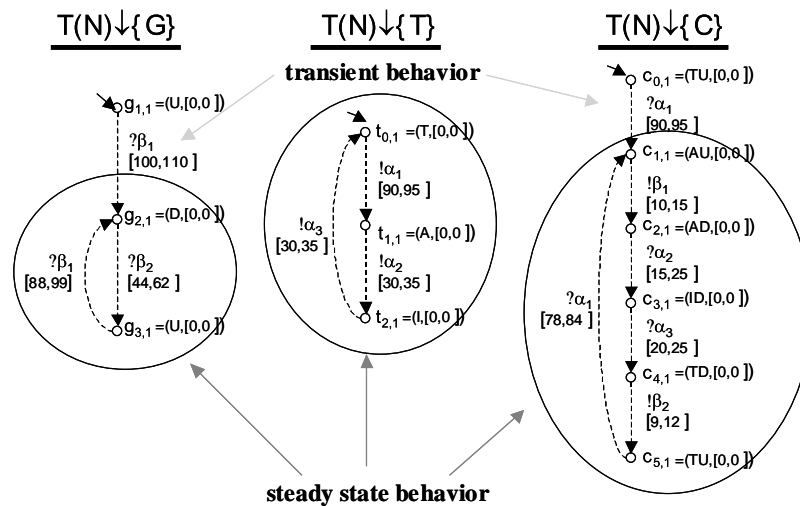 T(N)↓{G}
T(N)↓{T}
T(N)↓{C}
transient behavior
g1,1 =(U,[0,0 ])
?β1
[100,110 ]
g2,1 =(D,[0,0 ])
?β1
[88,99]
?β2
[44,62 ]
g3,1 =(U,[0,0 ])
t0,1 =(T,[0,0 ])
!α1
[90,95]
!α3
[30,35 ]
t1,1 =(A,[0,0 ])
!α2
[30,35 ]
t2,1 =(I,[0,0 ])
c0,1 =(TU,[0,0 ])
?α1
[90,95]
c1,1 =(AU,[0,0 ])
!β1
[10,15 ]
c2,1 =(AD,[0,0 ])
?α2
[15,25]
?α1
[78,84 ]
c3,1 =(ID,[0,0 ])
?α3
[20,25 ]
c4,1 =(TD,[0,0 ])
!β2
[9,12 ]
c5,1 =(TU,[0,0 ])
steady state behavior